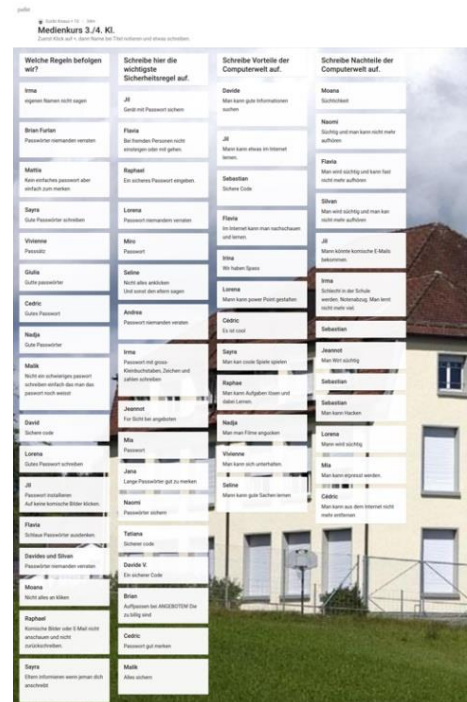 padlet
Medienkurs 3./4. Kl.
Welche Regeln befolgen
wir?
Irma
eigenen Namen nicht sagen
Brian Furlan
Passwörter niemanden verraten
Mattia
Kein einfaches passwort aber
einfach zum merken.
Sayra
Gute Passwörter schreiben
Vivienne
Giulia
Gutte passwörter
Cedric
Gutes Passwort
Nadja
Gute Passwörter
Malik
Nicht ein schwieriges passwort
schreiben einfach das man das
passwort noch weisst
David
Sichere code
Lorena
Gutes Passwort schreiben
Jil
Passwort installieren
Auf keine komische Bilder klicken.
Flavia
Schlaue Passwörter ausdenken.
Davide und Silvan
Passwörter niemanden verraten
Moana
Nicht alles an kliken
Raphael
Komische Bilder oder E-Mail nicht
anschauen und nicht
zurückschreiben.
Sayra
Eltern informieren wenn jeman dich
anschreibt
Schreibe hier die
wichtigste
Sicherheitsregel auf.
Jil
Gerät mit Passwort sichern
Flavia
Bei fremden Personen nicht
einsteigen oder mit gehen.
Raphael
Ein sicheres Passwort eingeben.
Lorena
Passwort niemandem verraten
Miro
Passwort
Seline
Nicht alles anklicken
Und sonst den eltern sagen
Andrea
Passwort niemanden verraten
Irma
Passwort mit gross-
Kleinbuchstaben, Zeichen und
zahlen schreiben
Jeannot
For Sicht bei angeboten
Mia
Passwort
Jana
Lange Passwörter gut zu merken
Naomi
Passwörter sichern
Tatiana
Sicherer code
Davide V.
Ein sicherer Code
Brian
Auffpassen bei ANGEBOTEN! Die
zu billig sind
Cedric
Passwort gut merken
Malik
Alles sichern
Schreibe Vorteile der
Computerwelt auf.
Davide
Man kann gute Informationen
suchen
Jil
Mann kann etwas im Internet
lernen.
Sebastian
Sichere Code
Flavia
Im Internet kann man nachschauen
und lernen.
Irina
Wir haben Spass
Lorena
Mann kann power Point gestalten
Cédric
Es ist cool
Sayra
Man kan coole Spiele spielen
Raphae
Man kann Aufgaben lösen und
dabei Lernen.
Nadja
Man man Filme angucken
Vivienne
Man kann sich unterhalten.
Seline
Mann kann gute Sachen lernen
Schreibe Nachteile der
Computerwelt auf.
Moana
Süchtichkeit
Naomi
Süchtig und man kann nicht mehr
aufhören
Flavia
Man wird süchtig und kann fast
nicht mehr aufhören
Silvan
Man wird süchtig und man kan
nicht mehr aufhören
Jil
Mann könnte komische E-Mails
bekommen.
Irma
Schlecht in der Schule
werden. Notenabzug. Man lernt
nicht mehr viel.
Sebastian
Jeannot
Man Wirt süchtig
Sebastian
Sebastian
Man kann Hacken
Lorena
Mann wird süchtig
Mia
Man kann erpresst werden.
Cédric
Man kann aus dem Internet nicht
mehr entfernen